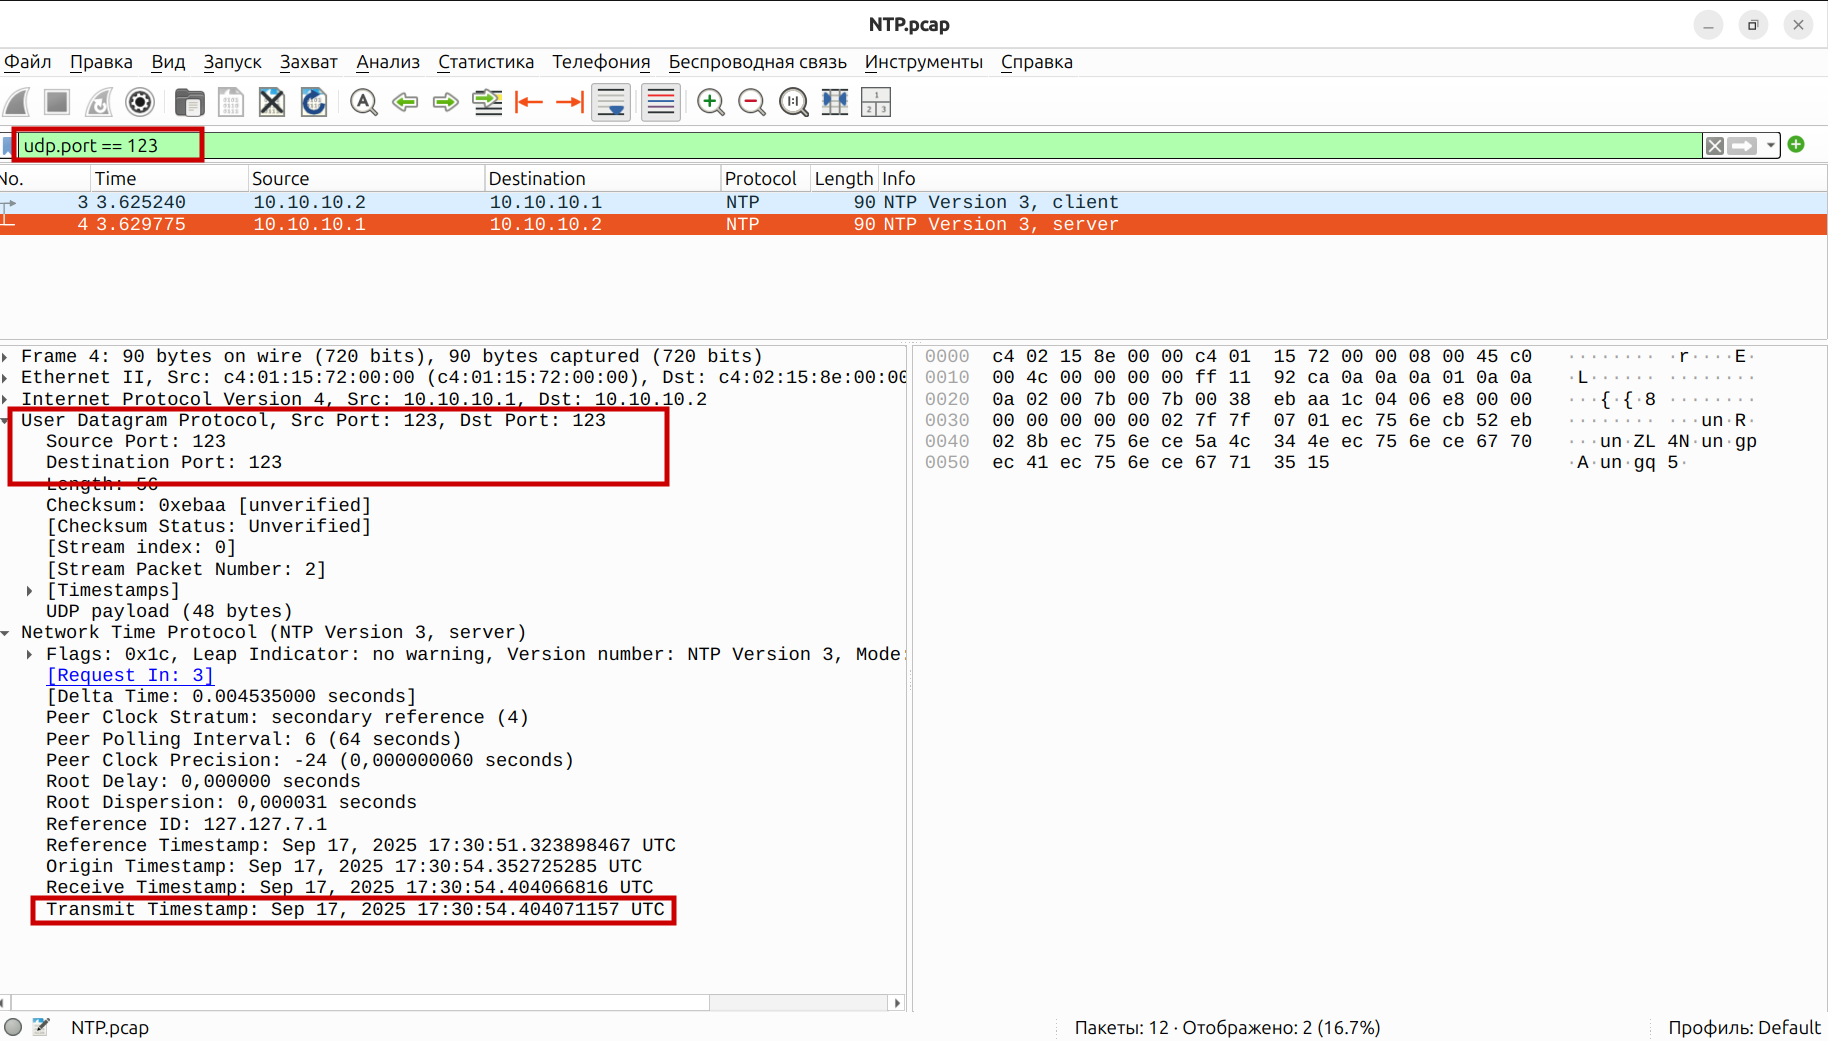 NTP.pcap
Файл Правка Вид Запуск Захват Анализ Статистика Телефония Беспроводная связь Инструменты Справка
udp.port == 123
No. Time Source Destination Protocol Length Info
3 3.625240 10.10.10.2 10.10.10.1 NTP 90 NTP Version 3, client
4 3.629775 10.10.10.1 10.10.10.2 NTP 90 NTP Version 3, server
Frame 4: 90 bytes on wire (720 bits), 90 bytes captured (720 bits)
Ethernet II, Src: c4:01:15:72:00:00 (c4:01:15:72:00:00), Dst: c4:02:15:8e:00:00
Internet Protocol Version 4, Src: 10.10.10.1, Dst: 10.10.10.2
User Datagram Protocol, Src Port: 123, Dst Port: 123
Source Port: 123
Destination Port: 123
Length: 56
Checksum: 0xebaa [unverified]
[Checksum Status: Unverified]
[Stream index: 0]
[Stream Packet Number: 2]
[Timestamps]
UDP payload (48 bytes)
Network Time Protocol (NTP Version 3, server)
Flags: 0x1c, Leap Indicator: no warning, Version number: NTP Version 3, Mode:
[Request In: 3]
[Delta Time: 0.004535000 seconds]
Peer Clock Stratum: secondary reference (4)
Peer Polling Interval: 6 (64 seconds)
Peer Clock Precision: -24 (0,000000060 seconds)
Root Delay: 0,000000 seconds
Root Dispersion: 0,000031 seconds
Reference ID: 127.127.7.1
Reference Timestamp: Sep 17, 2025 17:30:51.323898467 UTC
Origin Timestamp: Sep 17, 2025 17:30:54.352725285 UTC
Receive Timestamp: Sep 17, 2025 17:30:54.404066816 UTC
Transmit Timestamp: Sep 17, 2025 17:30:54.404071157 UTC
0000 c4 02 15 8e 00 00 c4 01 15 72 00 00 08 00 45 c0 ········ ·r····E·
0010 00 4c 00 00 00 00 ff 11 92 ca 0a 0a 0a 01 0a 0a ·L······ ········
0020 0a 02 00 7b 00 7b 00 38 eb aa 1c 04 06 e8 00 00 ···{·{·8 ········
0030 00 00 00 00 00 02 7f 7f 07 01 ec 75 6e cb 52 eb ········ ···un·R·
0040 02 8b ec 75 6e ce 5a 4c 34 4e ec 75 6e ce 67 70 ···un·ZL 4N·un·gp
0050 ec 41 ec 75 6e ce 67 71 35 15 ·A·un·gq 5·
NTP.pcap Пакеты: 12 · Отображено: 2 (16.7%) Профиль: Default